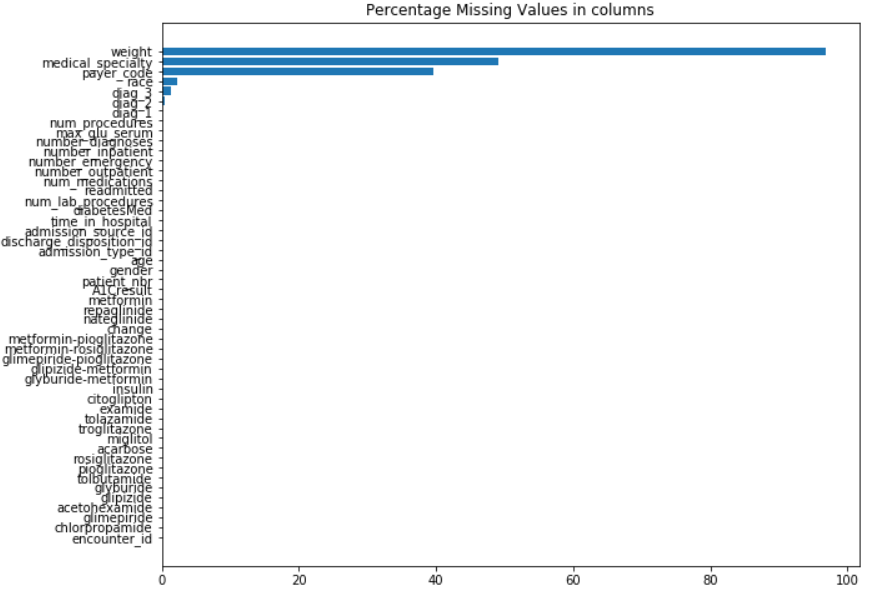 Percentage Missing Values in columns
weight
medical_specialty
payer_code
race
diag_3
diag_2
diag_1
num_procedures
max_glu_serum
number_diagnoses
number_inpatient
number_emergency
number_outpatient
num_medications
readmitted
num_lab_procedures
diabetesMed
time_in_hospital
admission_source_id
discharge_disposition_id
admission_type_id
age
gender
patient_nbr
A1Cresult
metformin
repaglinide
nateglinide
change
metformin-pioglitazone
metformin-rosiglitazone
glimepiride-pioglitazone
glipizide-metformin
glyburide-metformin
insulin
citoglipton
examide
tolazamide
troglitazone
miglitol
acarbose
rosiglitazone
pioglitazone
tolbutamide
glyburide
glipizide
acetohexamide
glimepiride
chlorpropamide
encounter_id
0 20 40 60 80 100